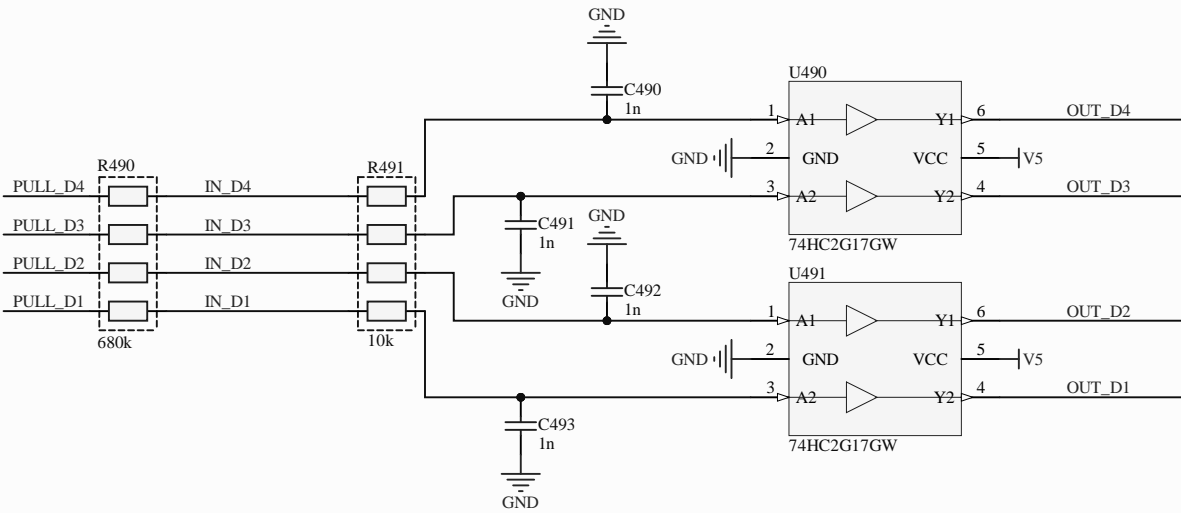 GND
U490
C490
1n
1 A1 Y1 6 OUT_D4
GND 2 GND VCC 5 V5
R490 R491
PULL_D4 IN_D4 3 A2 Y2 4 OUT_D3
PULL_D3 IN_D3 C491 GND
1n
74HC2G17GW
PULL_D2 IN_D2 U491
GND C492
1n
PULL_D1 IN_D1 1 A1 Y1 6 OUT_D2
680k 10k
GND 2 GND VCC 5 V5
3 A2 Y2 4 OUT_D1
C493
1n
74HC2G17GW
GND